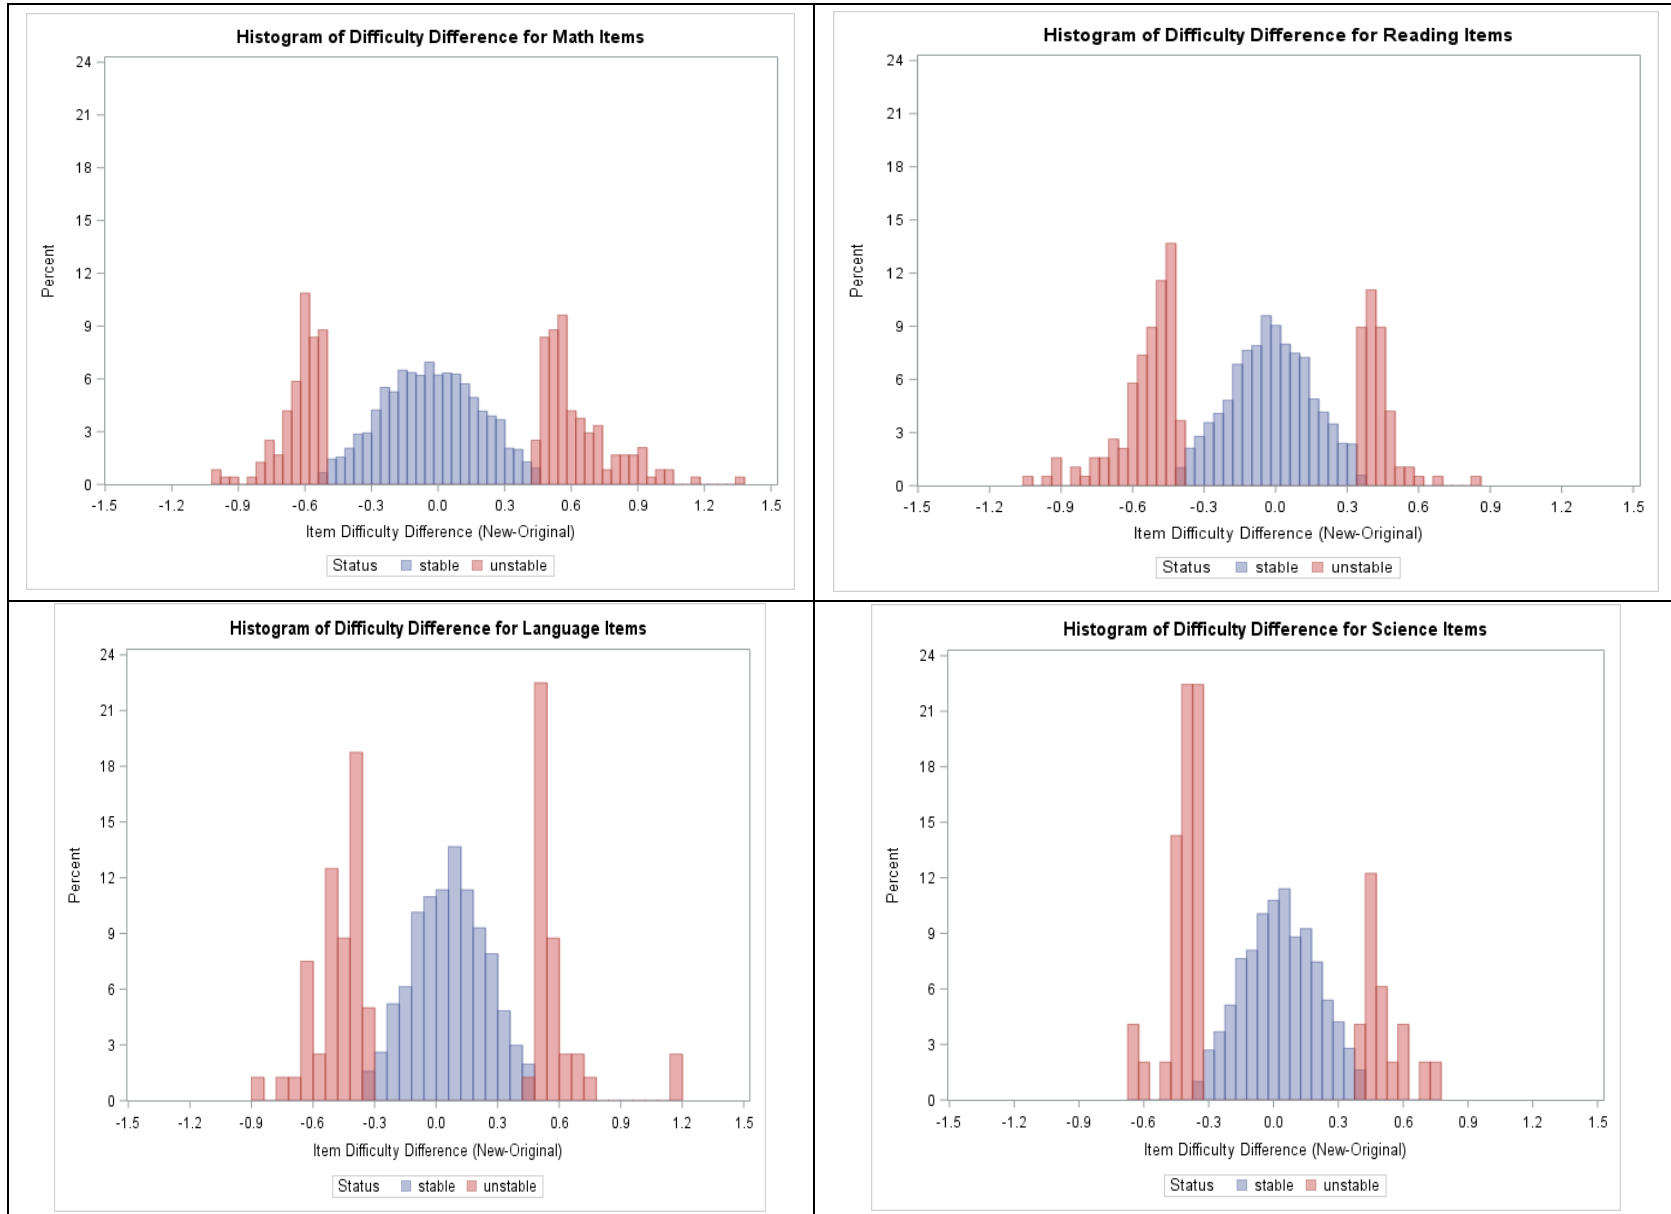 Histogram of Difficulty Difference for Math Items
24
21
18
15
12
9
6
3
0
Percent
-1.5 -1.2 -0.9 -0.6 -0.3 0.0 0.3 0.6 0.9 1.2 1.5
Item Difficulty Difference (New-Original)
Status stable unstable
Histogram of Difficulty Difference for Reading Items
24
21
18
15
12
9
6
3
0
Percent
-1.5 -1.2 -0.9 -0.6 -0.3 0.0 0.3 0.6 0.9 1.2 1.5
Item Difficulty Difference (New-Original)
Status stable unstable
Histogram of Difficulty Difference for Language Items
24
21
18
15
12
9
6
3
0
Percent
-1.5 -1.2 -0.9 -0.6 -0.3 0.0 0.3 0.6 0.9 1.2 1.5
Item Difficulty Difference (New-Original)
Status stable unstable
Histogram of Difficulty Difference for Science Items
24
21
18
15
12
9
6
3
0
Percent
-1.5 -1.2 -0.9 -0.6 -0.3 0.0 0.3 0.6 0.9 1.2 1.5
Item Difficulty Difference (New-Original)
Status stable unstable